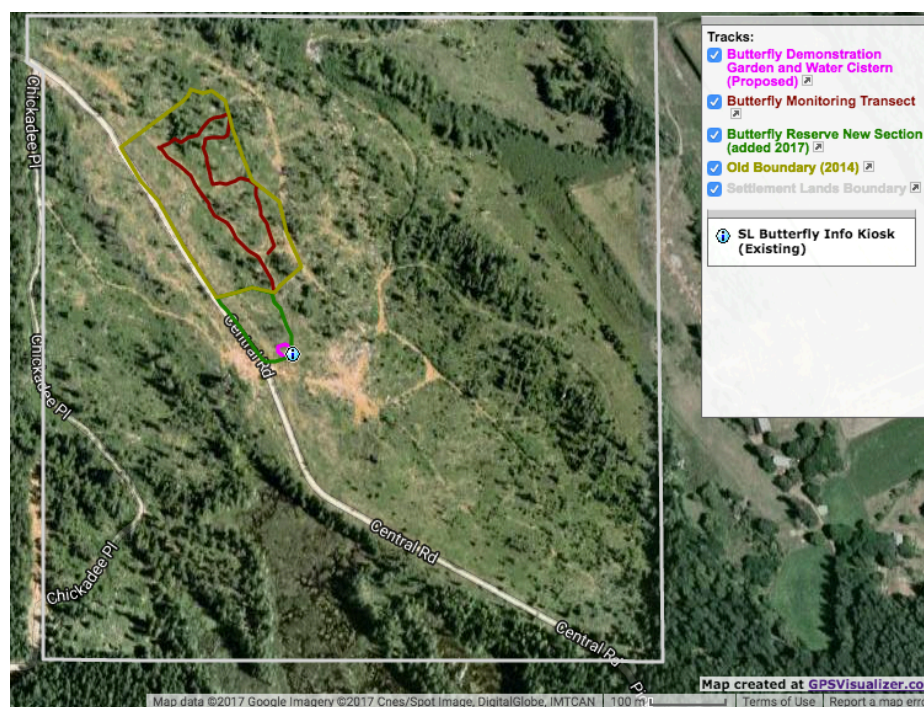 Tracks:
Butterfly Demonstration
Garden and Water Cistern
(Proposed)
Butterfly Monitoring Transect
Butterfly Reserve New Section
(added 2017)
Old Boundary (2014)
Settlement Lands Boundary
SL Butterfly Info Kiosk
(Existing)
Chickadee Pl
Chickadee Pl
Chickadee Pl
Central Rd
Central Rd
Central Rd
Map created at GPSVisualizer.co
Map data ©2017 Google Imagery ©2017 Cnes/Spot Image, DigitalGlobe, IMTCAN
100 m
Terms of Use
Report a map er